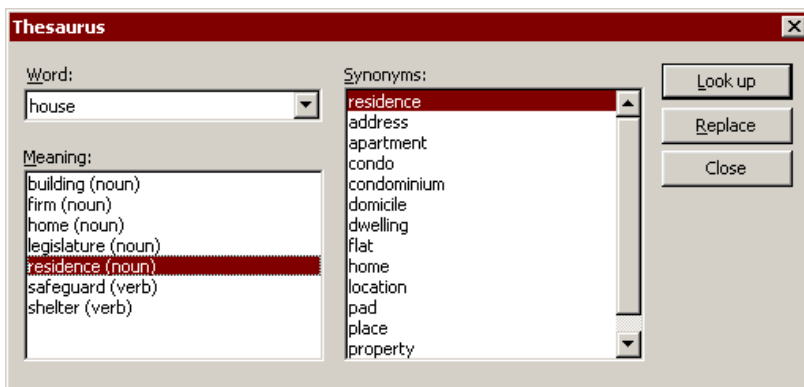 Thesaurus
Word:
house
Meaning:
building (noun)
firm (noun)
home (noun)
legislature (noun)
residence (noun)
safeguard (verb)
shelter (verb)
Synonyms:
residence
address
apartment
condo
condominium
domicile
dwelling
flat
home
location
pad
place
property
Look up
Replace
Close